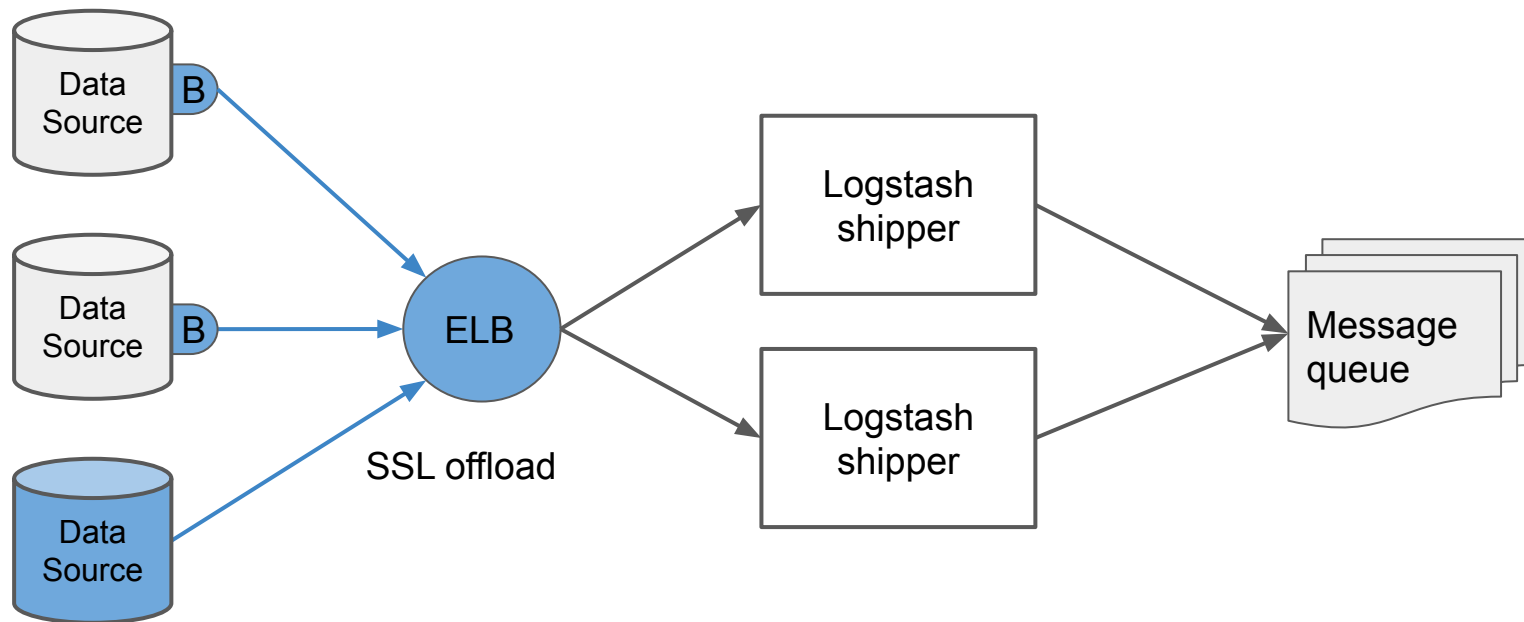 Data
Source
B
Data
Source
B
Data
Source
ELB
SSL offload
Logstash
shipper
Logstash
shipper
Message
queue